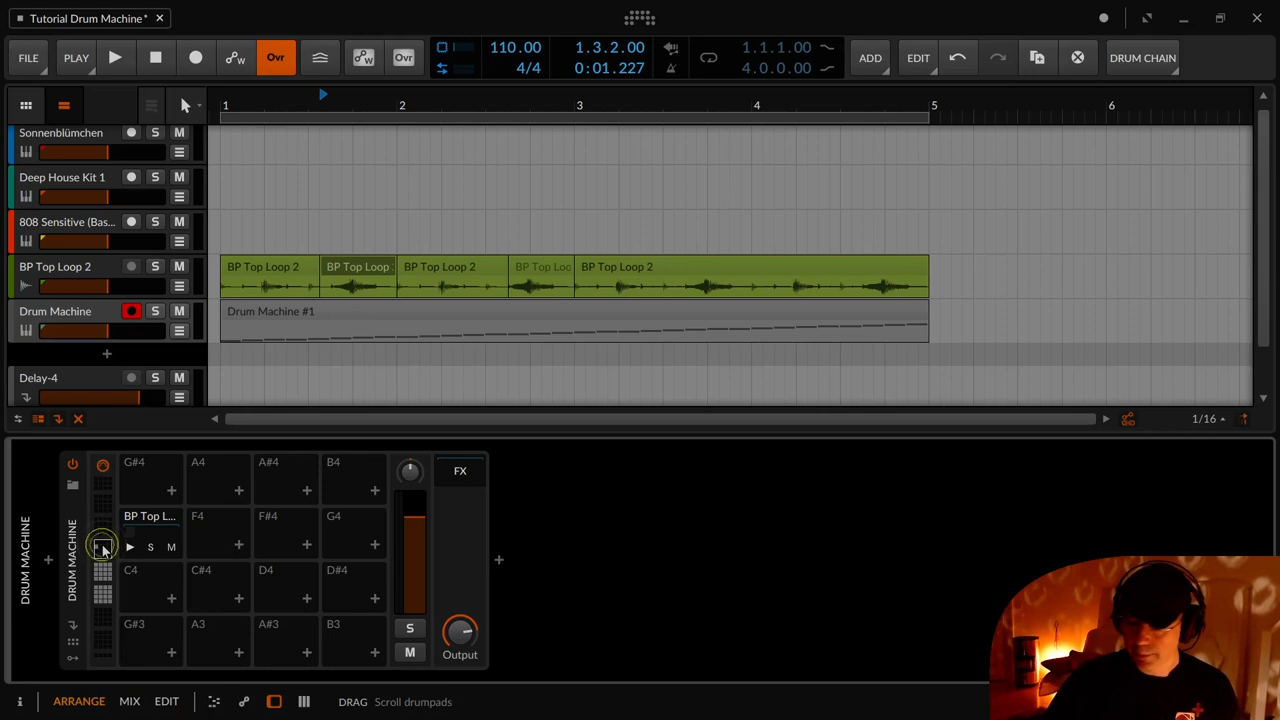 Tutorial Drum Machine*
FILE PLAY Ovr Ovr 110.00 4/4 1.3.2.00 0:01.227 1.1.1.00 4.0.0.00 ADD EDIT DRUM CHAIN
1 2 3 4 5 6
Sonnenblümchen S M
Deep House Kit 1 S M
808 Sensitive (Bas... S M
BP Top Loop 2 S M BP Top Loop 2 BP Top Loop BP Top Loop 2 BP Top Loo BP Top Loop 2
Drum Machine S M Drum Machine #1
Delay-4 S M
1/16
DRUM MACHINE
DRUM MACHINE
G#4 A4 A#4 B4
BP Top L... F4 F#4 G4
S M
C4 C#4 D4 D#4
G#3 A3 A#3 B3
S
M
FX
Output
i ARRANGE MIX EDIT DRAG Scroll drumpads